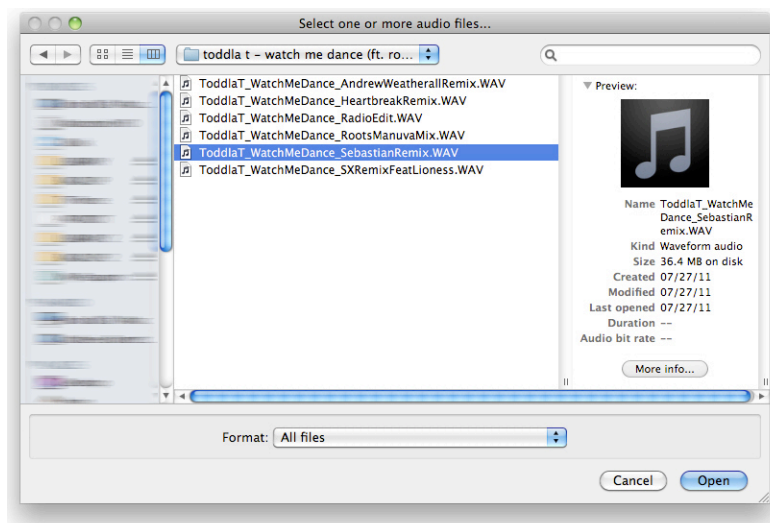 Select one or more audio files...
toddla t – watch me dance (ft. ro...
ToddlaT_WatchMeDance_AndrewWeatherallRemix.WAV
ToddlaT_WatchMeDance_HeartbreakRemix.WAV
ToddlaT_WatchMeDance_RadioEdit.WAV
ToddlaT_WatchMeDance_RootsManuvaMix.WAV
ToddlaT_WatchMeDance_SebastianRemix.WAV
ToddlaT_WatchMeDance_SXRemixFeatLioness.WAV
Preview:
Name ToddlaT_WatchMe
Dance_SebastianR
emix.WAV
Kind Waveform audio
Size 36.4 MB on disk
Created 07/27/11
Modified 07/27/11
Last opened 07/27/11
Duration --
Audio bit rate --
More info...
Format: All files
Cancel Open